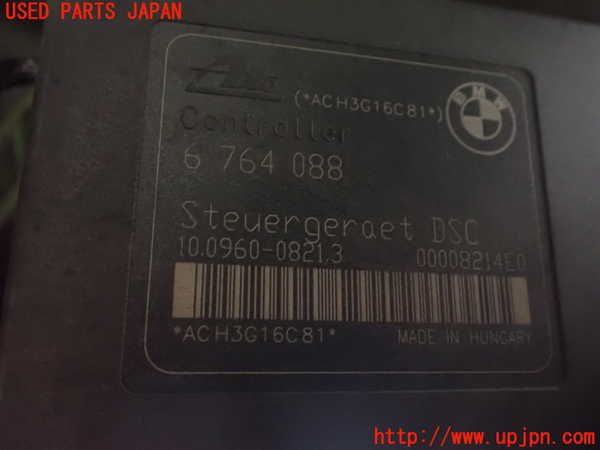 USED PARTS JAPAN
Ate
(*ACH3G16C81*)
BMW
Controller
6 764 088
Steuergeraet DSC
10.0960-0821.3
00008214E0
*ACH3G16C81*
MADE IN HUNGARY
http://www.upjpn.com/